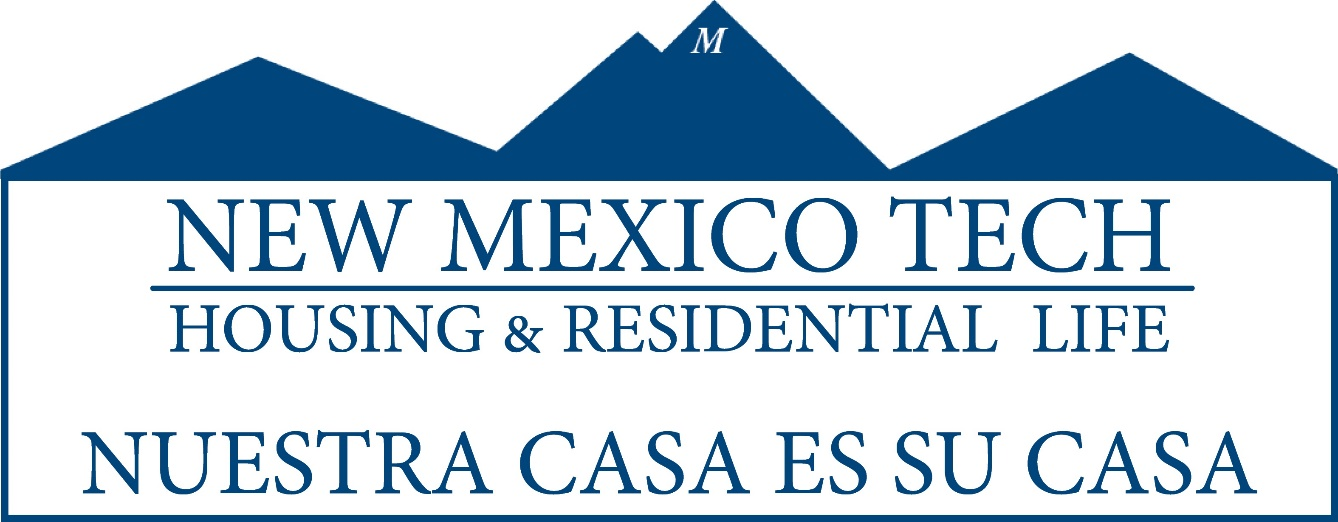 M
NEW MEXICO TECH
HOUSING & RESIDENTIAL LIFE
NUESTRA CASA ES SU CASA